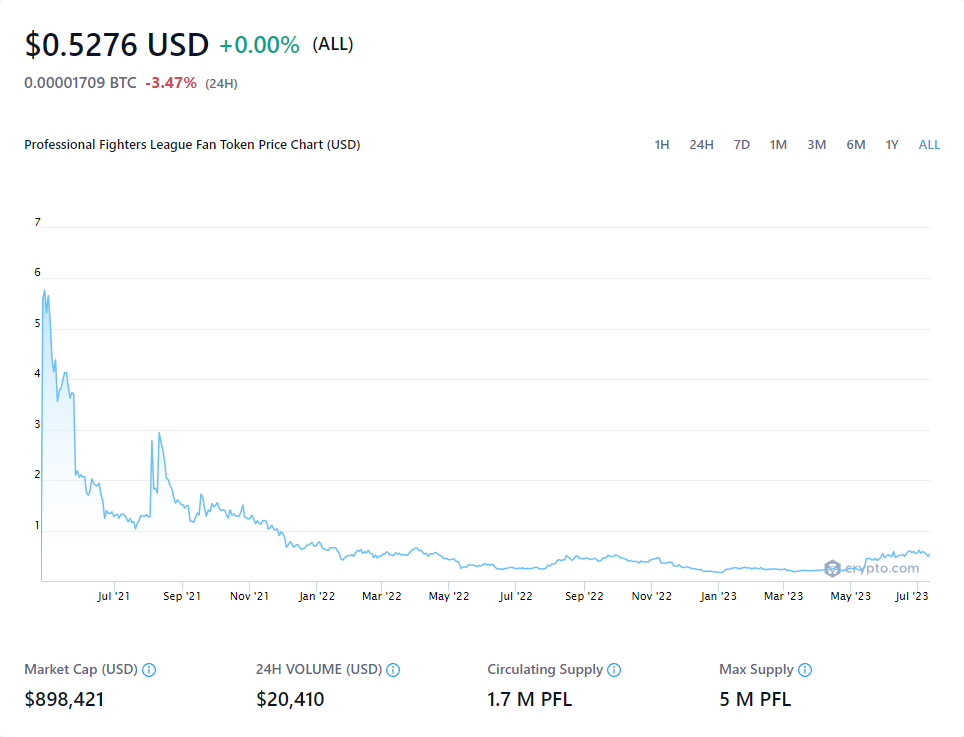 $0.5276 USD +0.00% (ALL)
0.00001709 BTC -3.47% (24H)
Professional Fighters League Fan Token Price Chart (USD) 1H 24H 7D 1M 3M 6M 1Y ALL
7
6
5
4
3
2
1
crypto.com
Jul '21 Sep '21 Nov '21 Jan '22 Mar '22 May '22 Jul '22 Sep '22 Nov '22 Jan '23 Mar '23 May '23 Jul '23
Market Cap (USD) 24H VOLUME (USD) Circulating Supply Max Supply
$898,421 $20,410 1.7 M PFL 5 M PFL